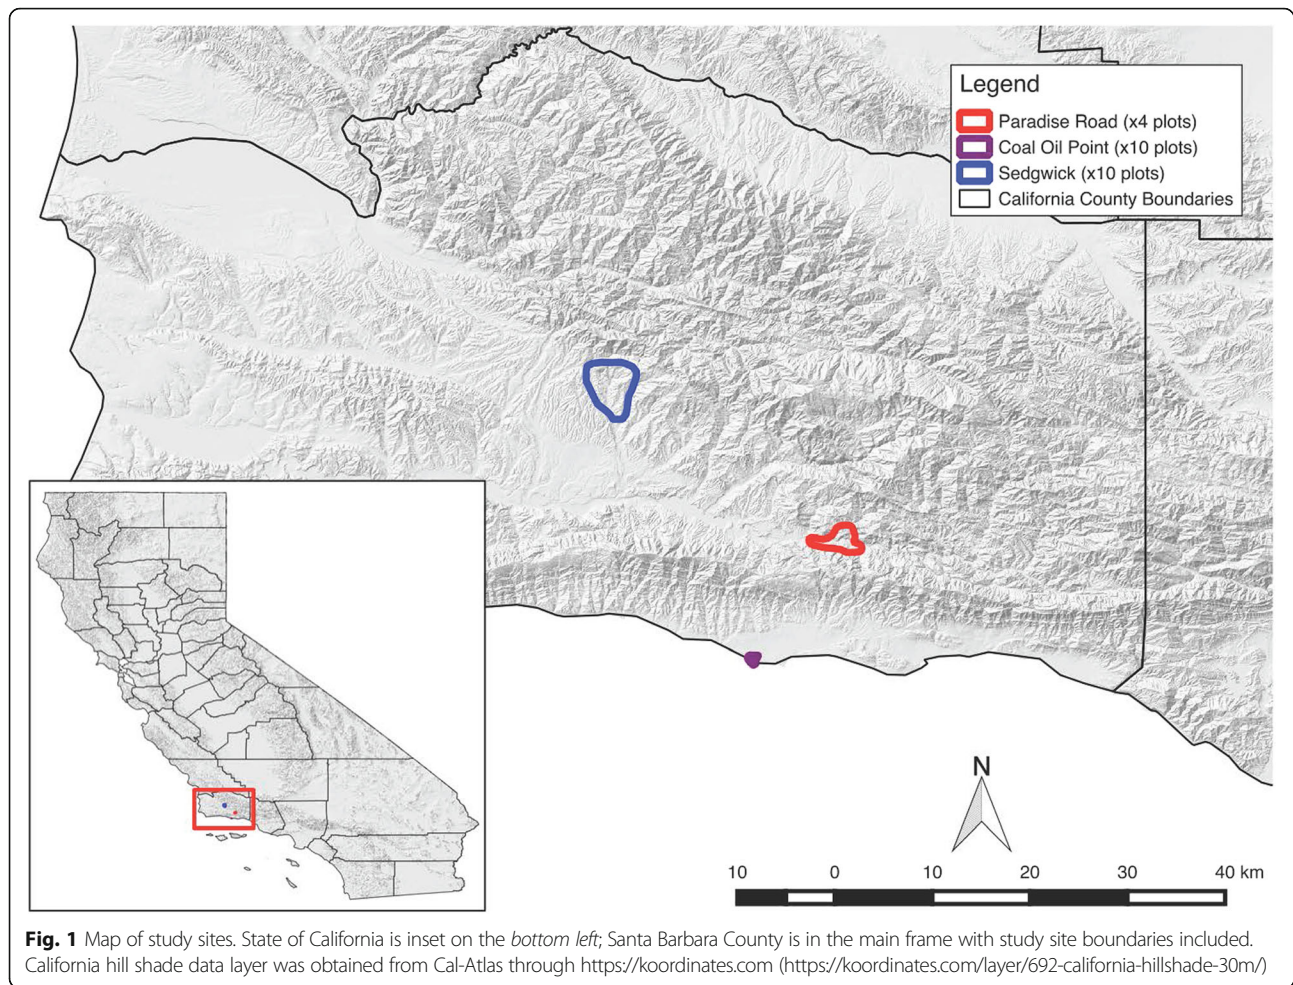 Legend
Paradise Road (x4 plots)
Coal Oil Point (x10 plots)
Sedgwick (x10 plots)
California County Boundaries
N
10 0 10 20 30 40 km
Fig. 1 Map of study sites. State of California is inset on the bottom left; Santa Barbara County is in the main frame with study site boundaries included.
California hill shade data layer was obtained from Cal-Atlas through https://koordinates.com (https://koordinates.com/layer/692-california-hillshade-30m/)